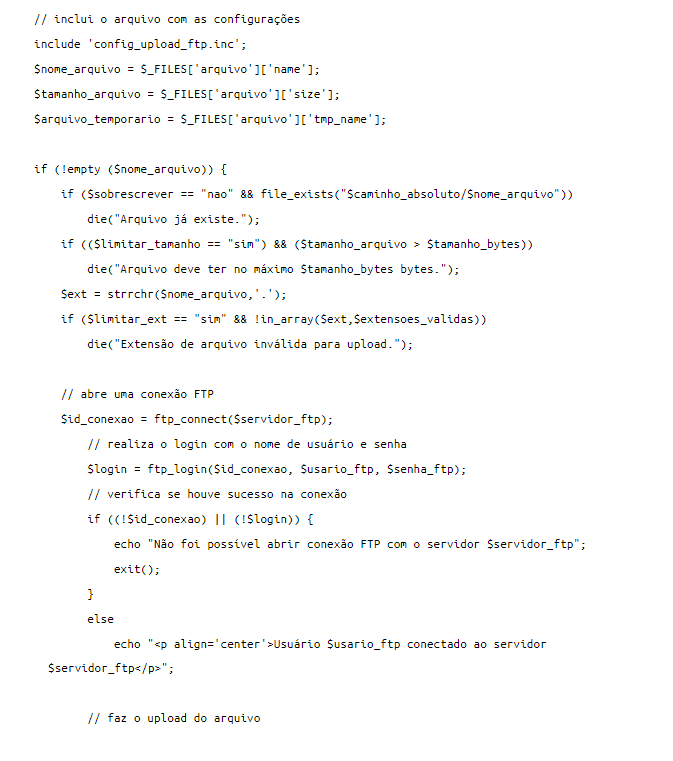 // inclui o arquivo com as configurações
include 'config_upload_ftp.inc';
$nome_arquivo = $_FILES['arquivo']['name'];
$tamanho_arquivo = $_FILES['arquivo']['size'];
$arquivo_temporario = $_FILES['arquivo']['tmp_name'];
if (!empty ($nome_arquivo)) {
if ($sobrescrever == "nao" && file_exists("$caminho_absoluto/$nome_arquivo"))
die("Arquivo já existe.");
if (($limitar_tamanho == "sim") && ($tamanho_arquivo > $tamanho_bytes))
die("Arquivo deve ter no máximo $tamanho_bytes bytes.");
$ext = strrchr($nome_arquivo,'.');
if ($limitar_ext == "sim" && !in_array($ext,$extensoes_validas))
die("Extensão de arquivo inválida para upload.");
// abre uma conexão FTP
$id_conexao = ftp_connect($servidor_ftp);
// realiza o login com o nome de usuário e senha
$login = ftp_login($id_conexao, $usario_ftp, $senha_ftp);
// verifica se houve sucesso na conexão
if ((!$id_conexao) || (!$login)) {
echo "Não foi possível abrir conexão FTP com o servidor $servidor_ftp";
exit();
}
else
echo "<p align='center'>Usuário $usario_ftp conectado ao servidor
$servidor_ftp</p>";
// faz o upload do arquivo